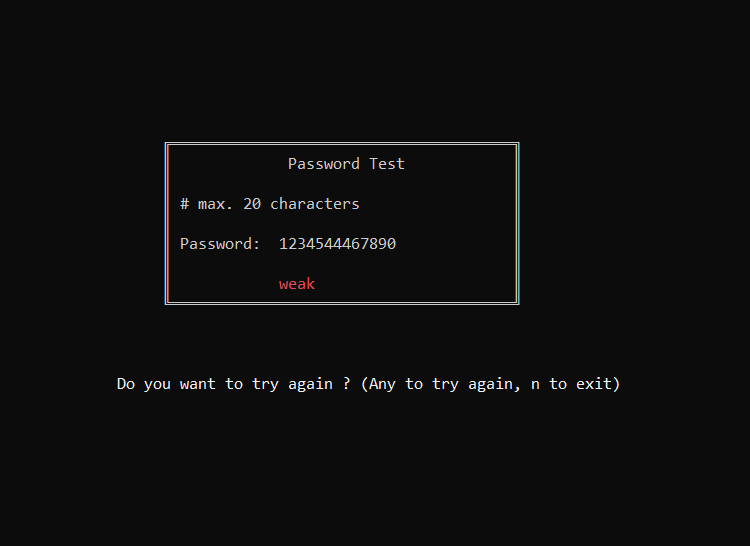 Password Test
# max. 20 characters
Password: 1234544467890
weak
Do you want to try again ? (Any to try again, n to exit)